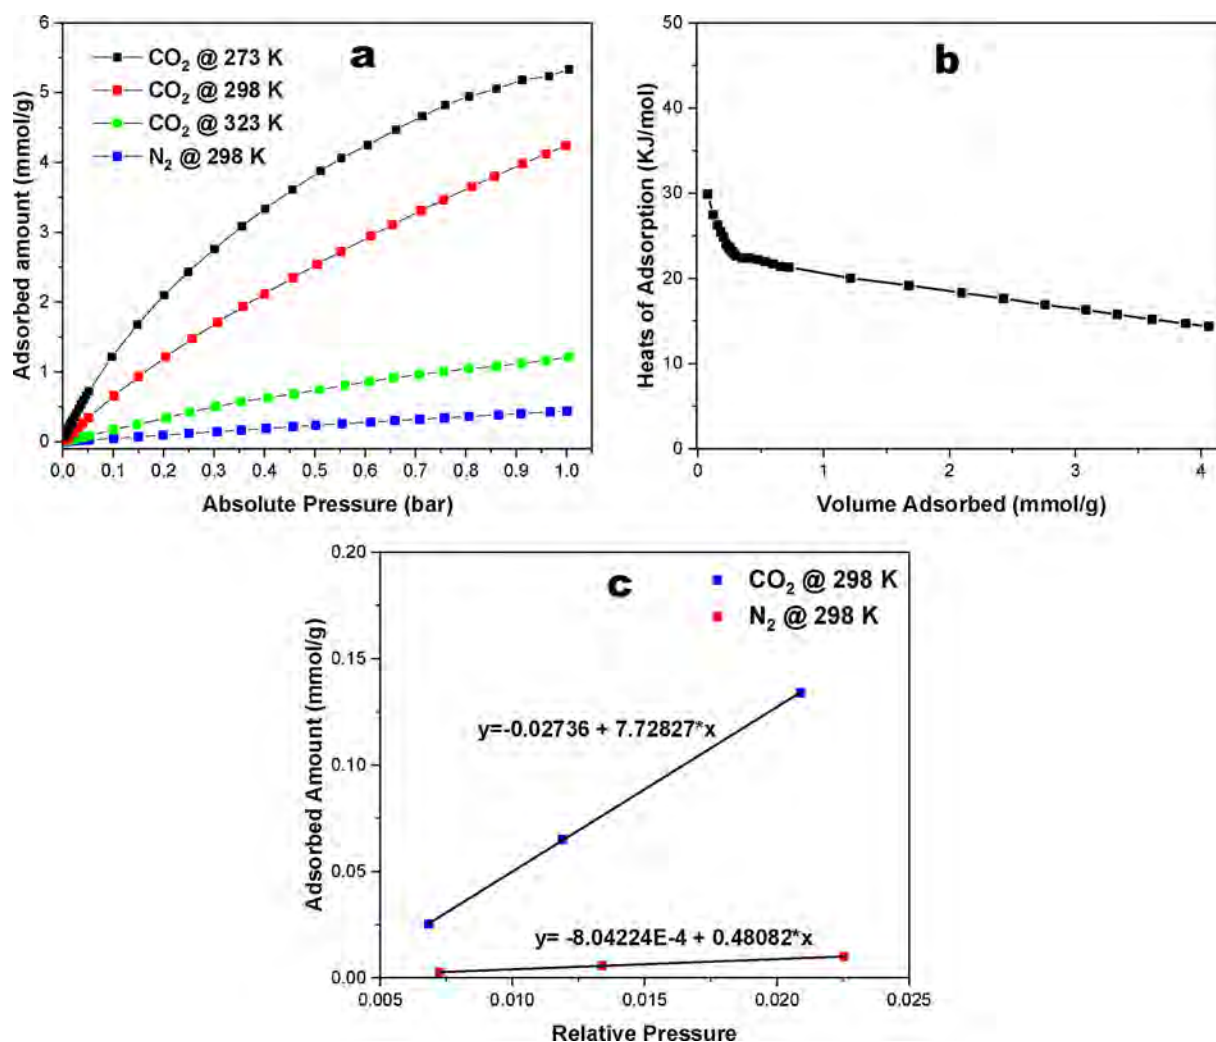 a
CO₂ @ 273 K
CO₂ @ 298 K
CO₂ @ 323 K
N₂ @ 298 K
Adsorbed amount (mmol/g)
6
5
4
3
2
1
0
0.0 0.1 0.2 0.3 0.4 0.5 0.6 0.7 0.8 0.9 1.0
Absolute Pressure (bar)
b
Heats of Adsorption (KJ/mol)
50
40
30
20
10
0
0 1 2 3 4
Volume Adsorbed (mmol/g)
c
CO₂ @ 298 K
N₂ @ 298 K
Adsorbed Amount (mmol/g)
0.20
0.15
0.10
0.05
0.00
y=-0.02736 + 7.72827*x
y= -8.04224E-4 + 0.48082*x
0.005 0.010 0.015 0.020 0.025
Relative Pressure